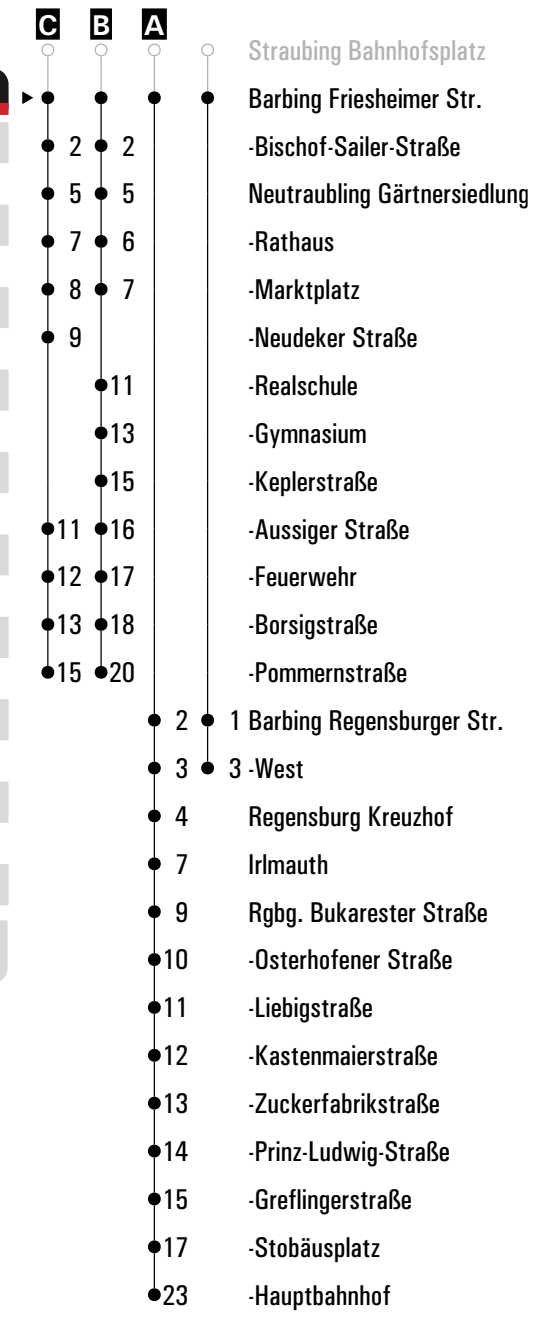 C B A
Straubing Bahnhofsplatz
Barbing Friesheimer Str.
2 2 -Bischof-Sailer-Straße
5 5 Neutraubling Gärtnersiedlung
7 6 -Rathaus
8 7 -Marktplatz
9 -Neudeker Straße
11 -Realschule
13 -Gymnasium
15 -Keplerstraße
11 16 -Aussiger Straße
12 17 -Feuerwehr
13 18 -Borsigstraße
15 20 -Pommernstraße
2 1 Barbing Regensburger Str.
3 3 -West
4 Regensburg Kreuzhof
7 Irlmauth
9 Rgbg. Bukarester Straße
10 -Osterhofener Straße
11 -Liebigstraße
12 -Kastenmaierstraße
13 -Zuckerfabrikstraße
14 -Prinz-Ludwig-Straße
15 -Greflingerstraße
17 -Stobäusplatz
23 -Hauptbahnhof